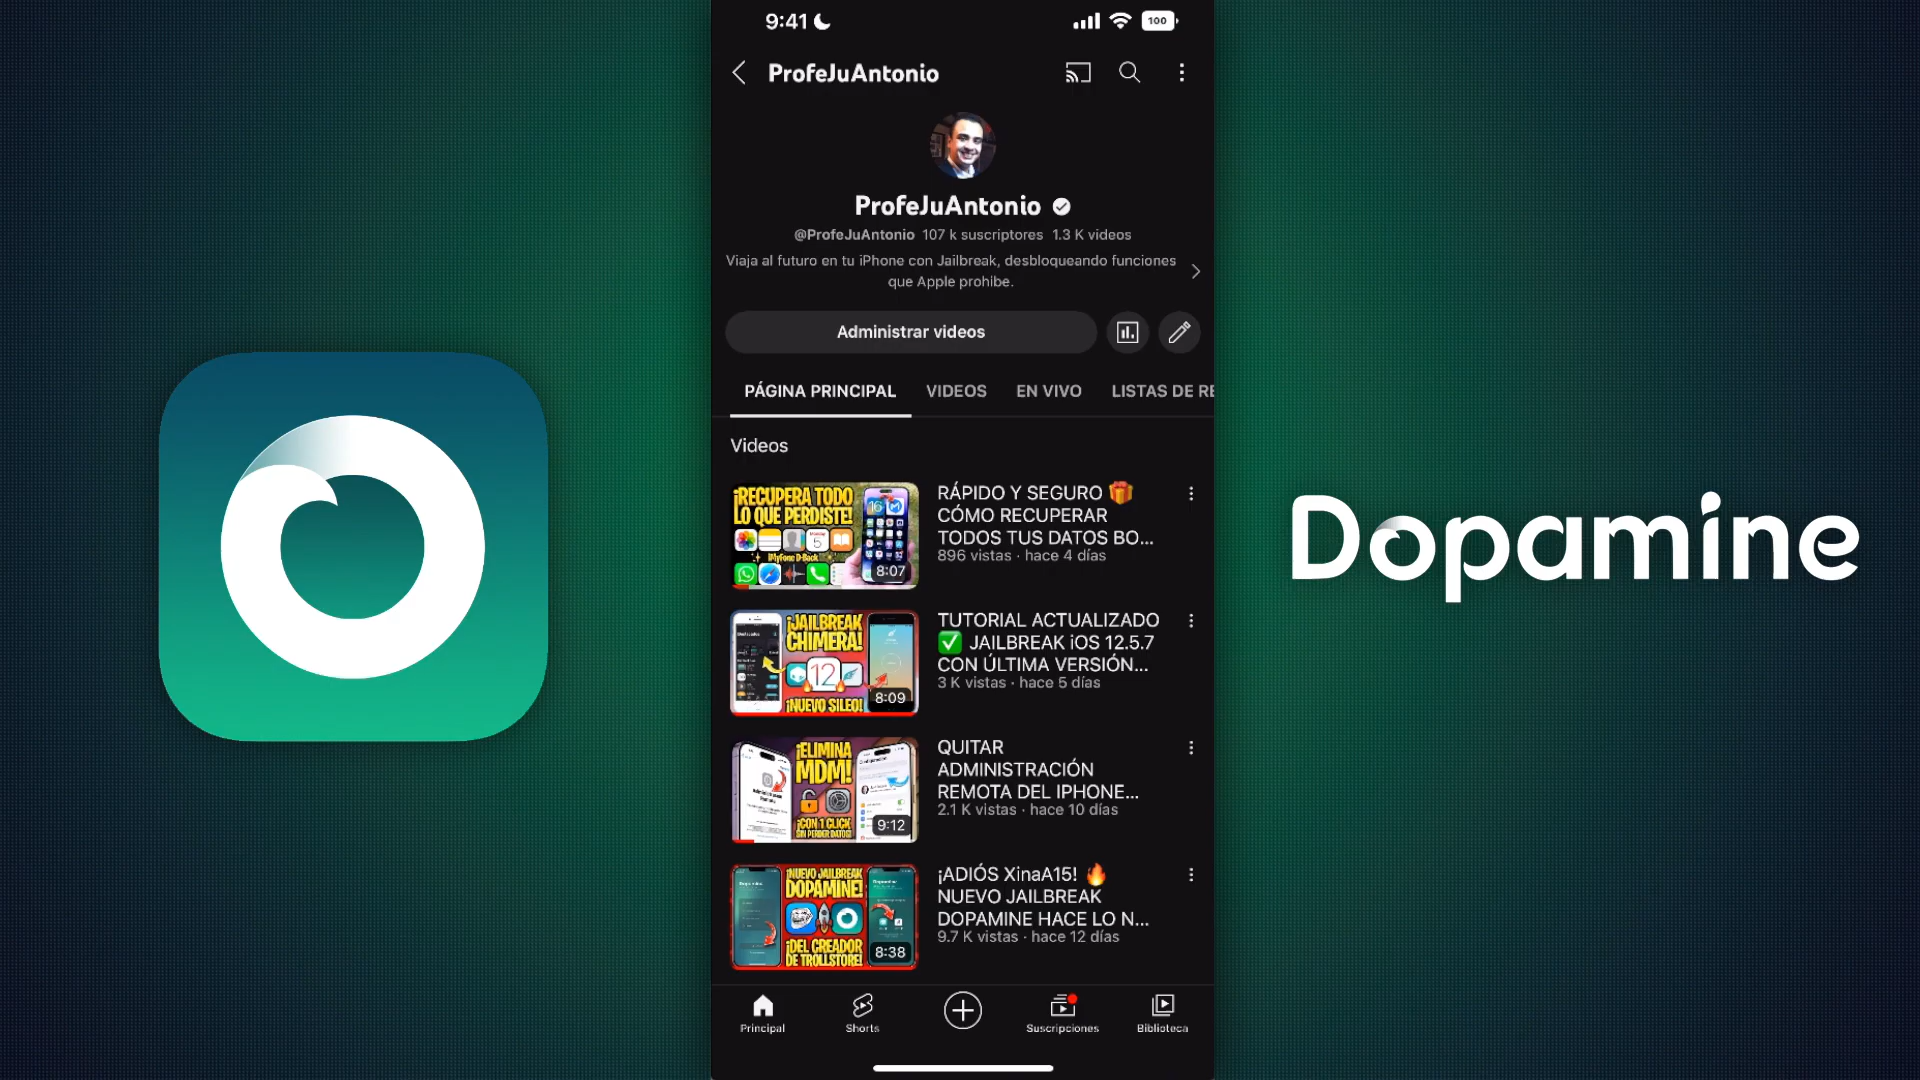 9:41
100
ProfeJuAntonio
ProfeJuAntonio
@ProfeJuAntonio 107 k suscriptores 1.3 K videos
Viaja al futuro en tu iPhone con Jailbreak, desbloqueando funciones
que Apple prohibe.
Administrar videos
PÁGINA PRINCIPAL VIDEOS EN VIVO LISTAS DE RE
Videos
¡RECUPERA TODO
LO QUE PERDISTE!
16
5
iMyFone D-Back
8:07
RÁPIDO Y SEGURO 🎁
CÓMO RECUPERAR
TODOS TUS DATOS BO...
896 vistas · hace 4 días
¡JAILBREAK
CHIMERA!
12
¡NUEVO SILEO!
8:09
TUTORIAL ACTUALIZADO
✅ JAILBREAK iOS 12.5.7
CON ÚLTIMA VERSIÓN...
3 K vistas · hace 5 días
¡ELIMINA
MDM!
¡CON 1 CLICK
SIN PERDER DATOS!
9:12
QUITAR
ADMINISTRACIÓN
REMOTA DEL IPHONE...
2.1 K vistas · hace 10 días
¡NUEVO JAILBREAK
DOPAMINE!
¡DEL CREADOR
DE TROLLSTORE!
8:38
¡ADIÓS XinaA15! 🔥
NUEVO JAILBREAK
DOPAMINE HACE LO N...
9.7 K vistas · hace 12 días
Principal Shorts Suscripciones Biblioteca
Dopamine